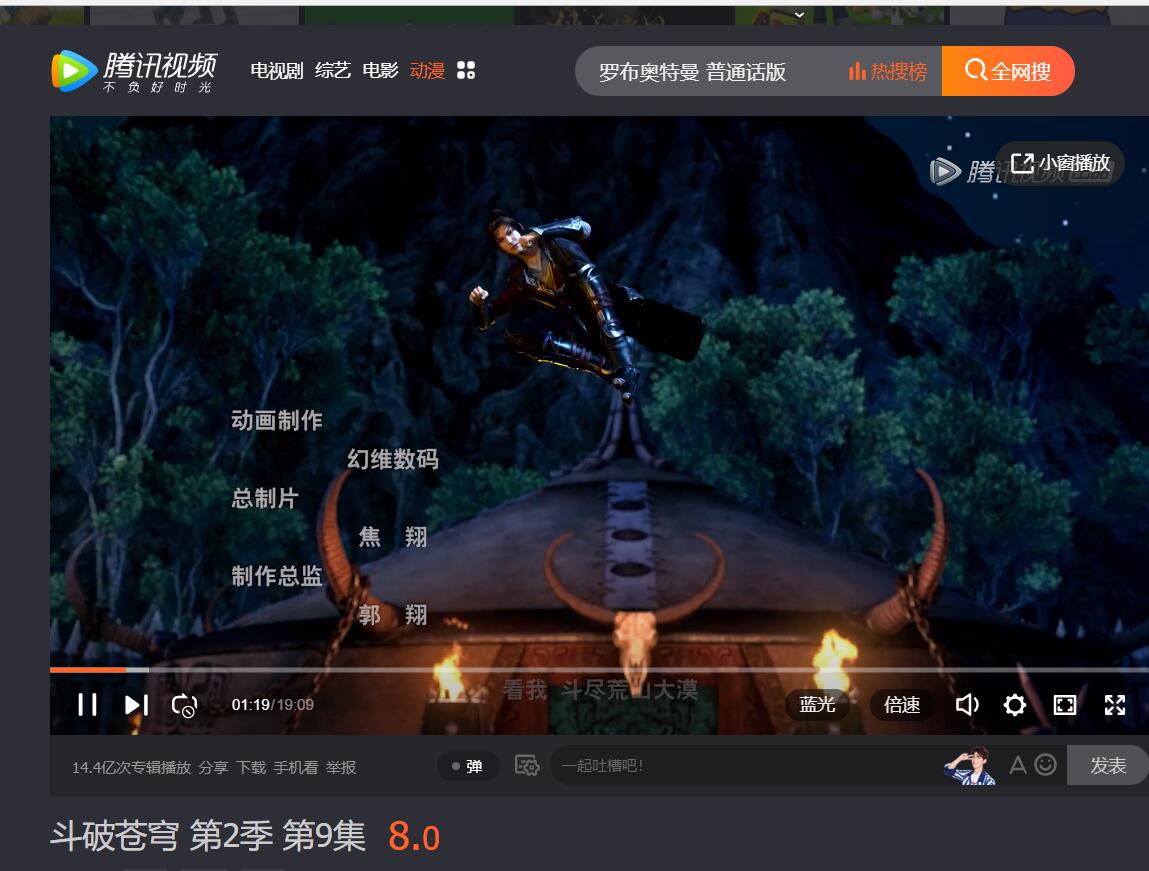 腾讯视频
不负好时光
电视剧 综艺 电影 动漫
罗布奥特曼 普通话版 热搜榜 全网搜
腾讯视频
小窗播放
动画制作
幻维数码
总制片
焦 翔
制作总监
郭 翔
看我 斗尽荒山大漠
01:19/19:09 蓝光 倍速
14.4亿次专辑播放 分享 下载 手机看 举报 弹 一起吐槽吧! A 发表
斗破苍穹 第2季 第9集 8.0